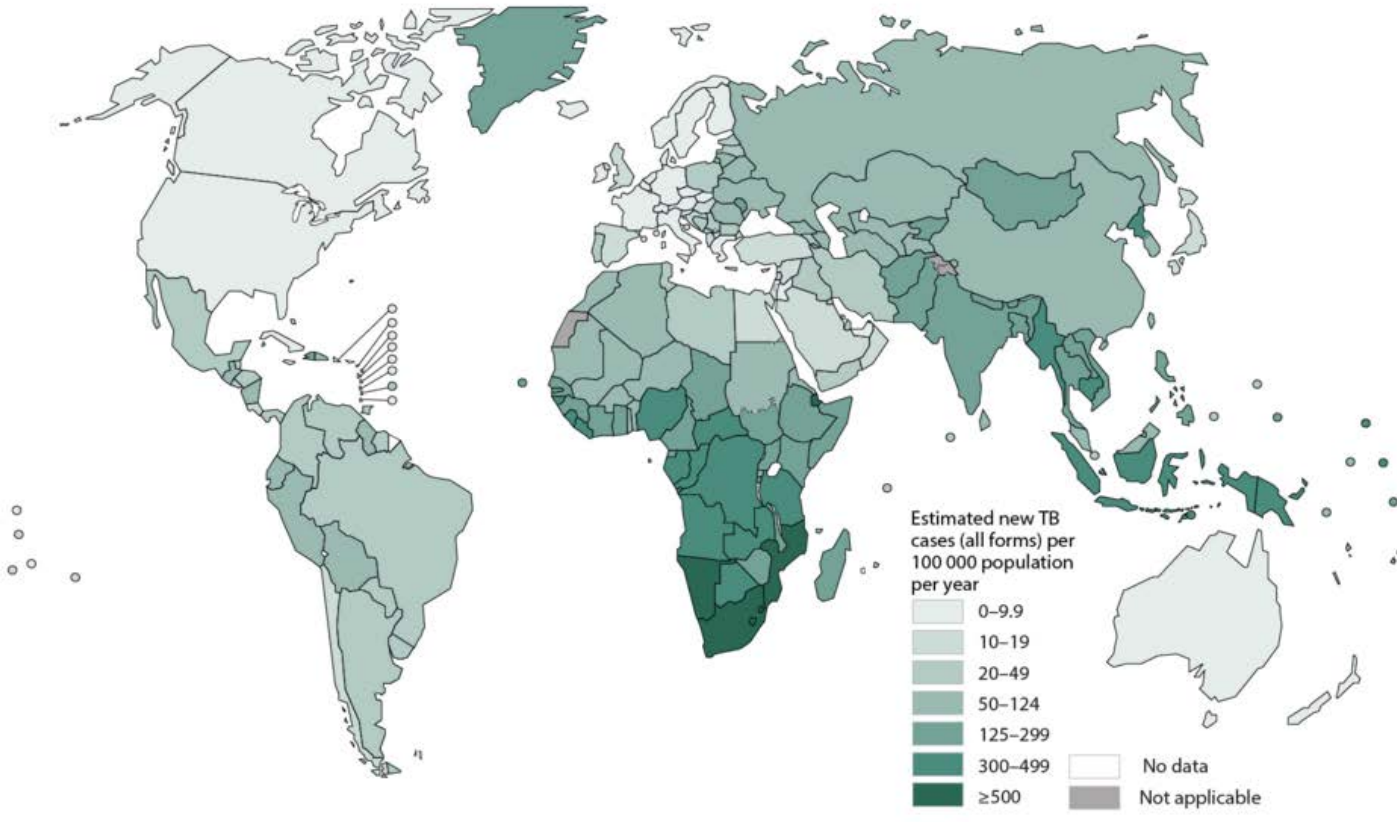 Estimated new TB
cases (all forms) per
100 000 population
per year
0–9.9
10–19
20–49
50–124
125–299
300–499
≥500
No data
Not applicable